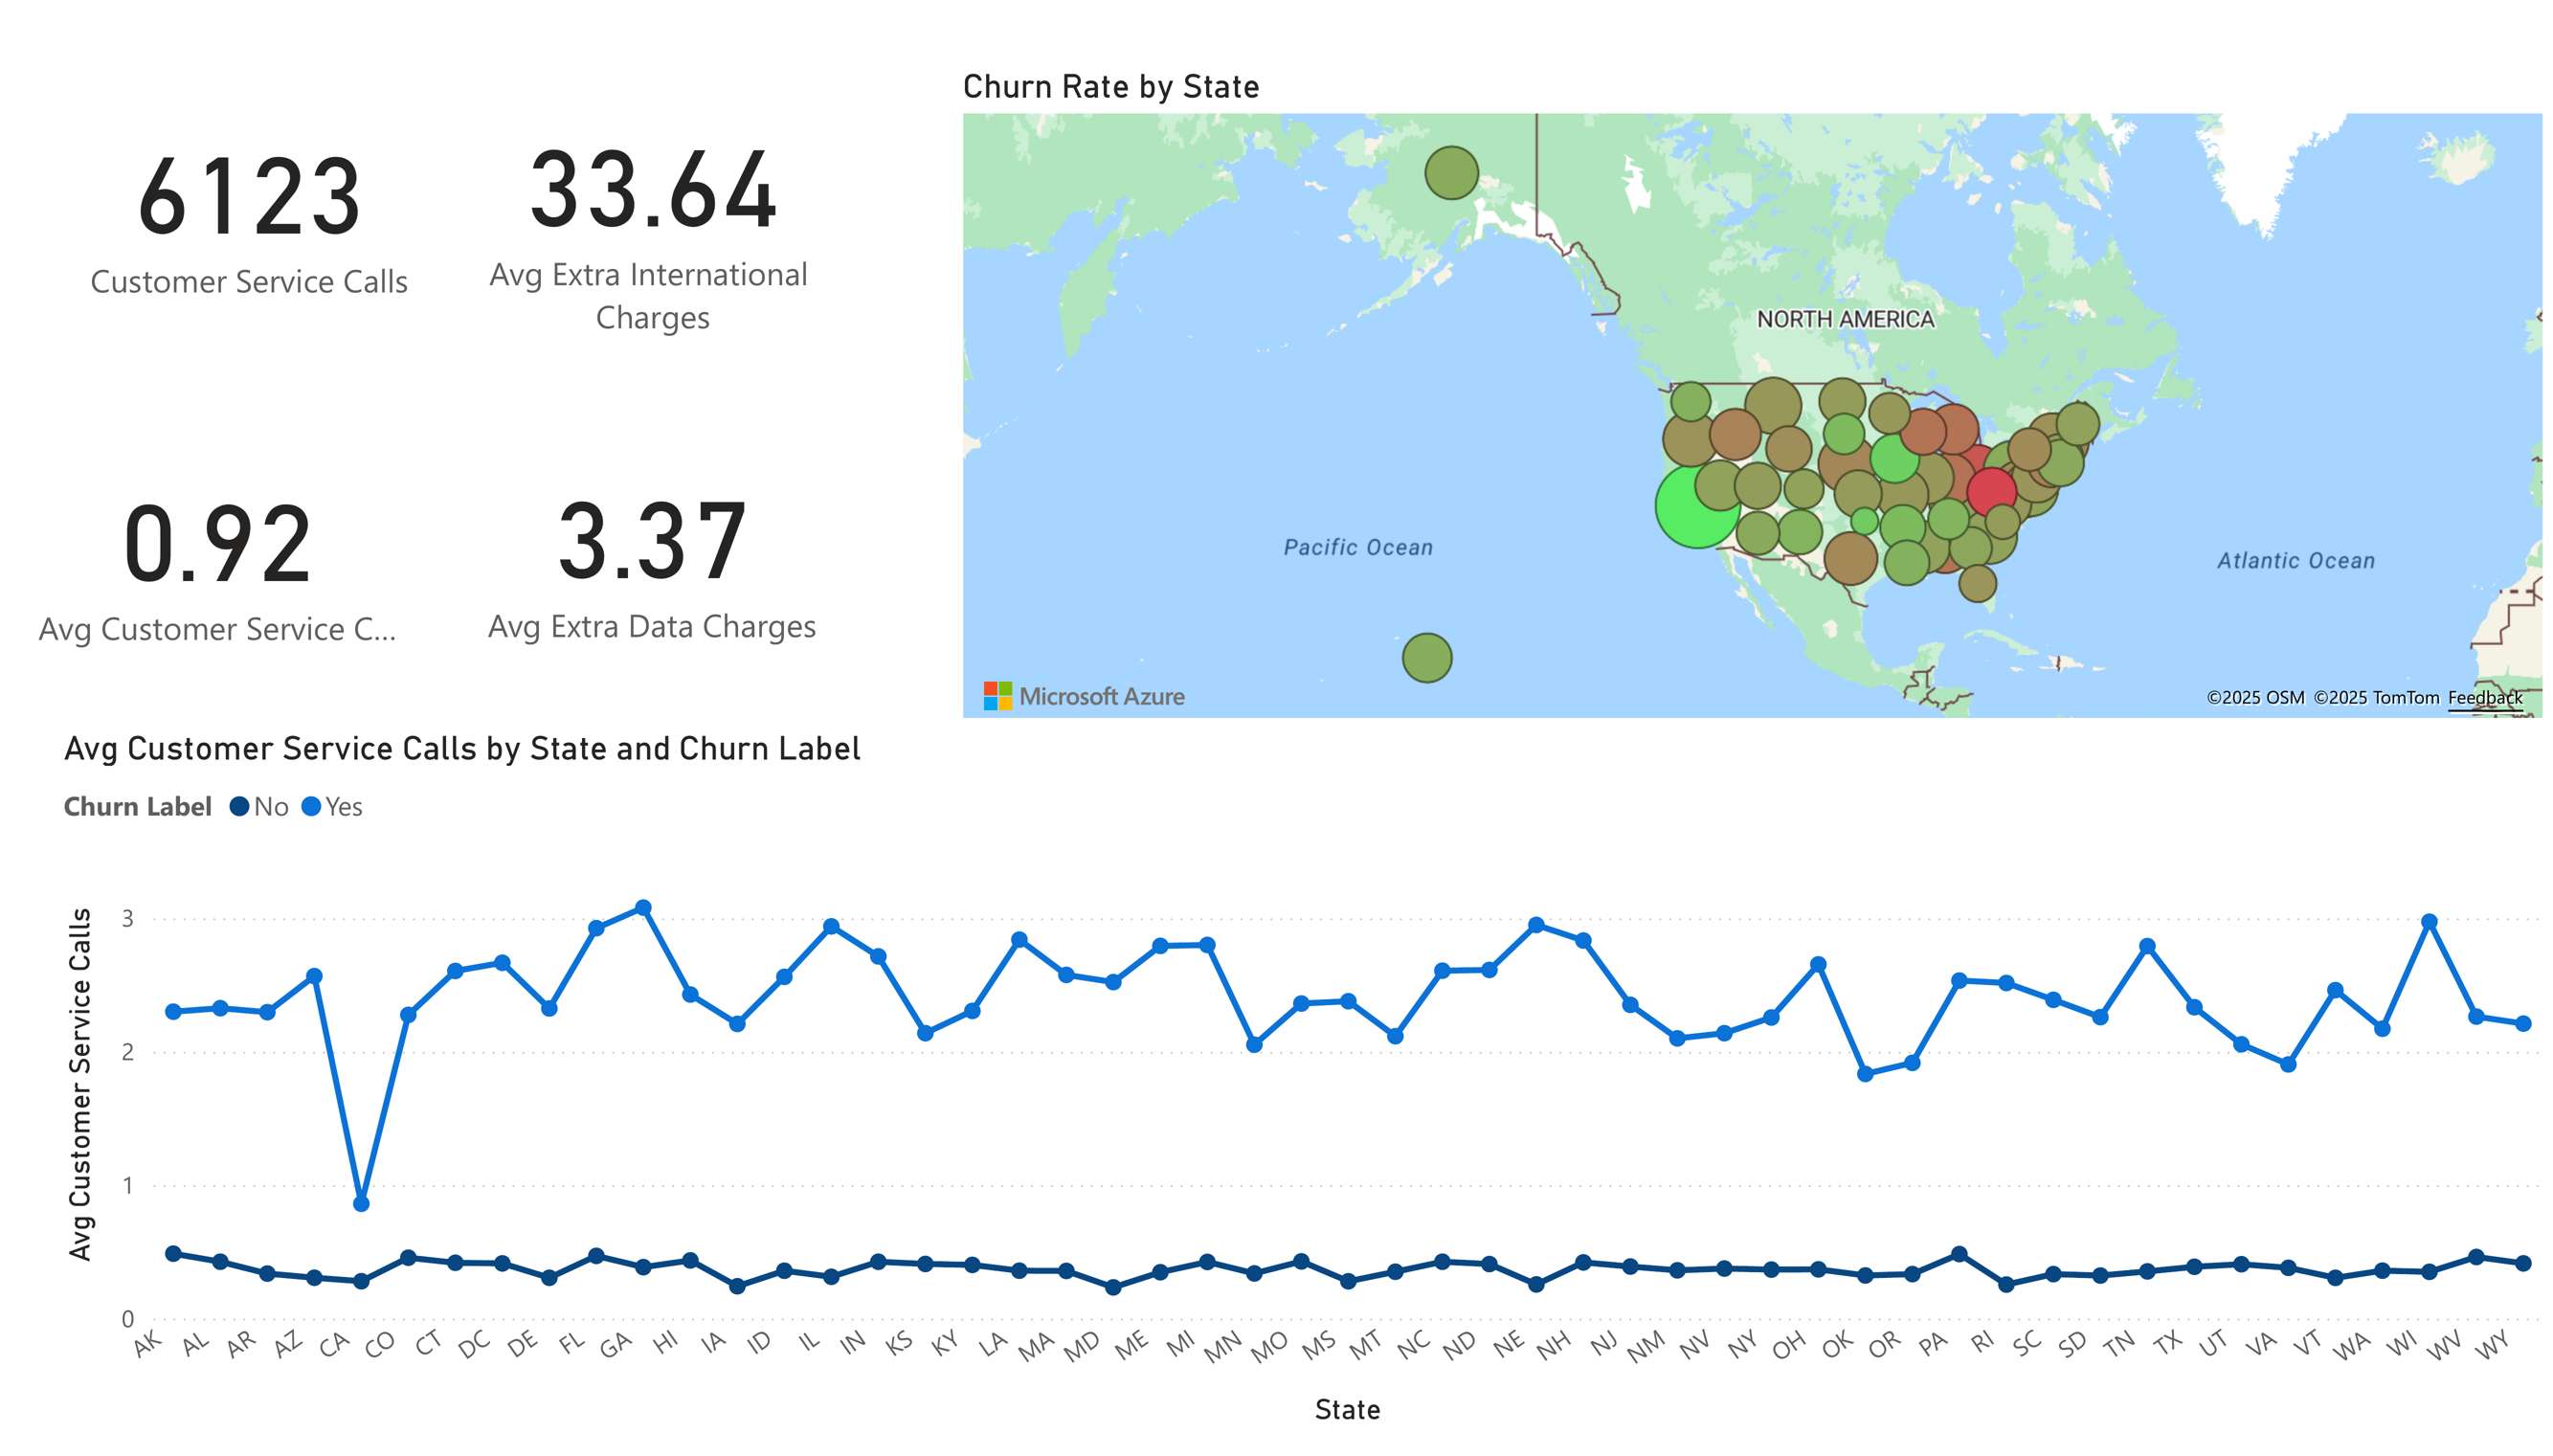 6123
Customer Service Calls
33.64
Avg Extra International
Charges
0.92
Avg Customer Service C...
3.37
Avg Extra Data Charges
Churn Rate by State
NORTH AMERICA
Pacific Ocean
Atlantic Ocean
Microsoft Azure
©2025 OSM ©2025 TomTom Feedback
Avg Customer Service Calls by State and Churn Label
Churn Label No Yes
Avg Customer Service Calls
3
2
1
0
AK AL AR AZ CA CO CT DC DE FL GA HI IA ID IL IN KS KY LA MA MD ME MI MN MO MS MT NC ND NE NH NJ NM NV NY OH OK OR PA RI SC SD TN TX UT VA VT WA WI WV WY
State